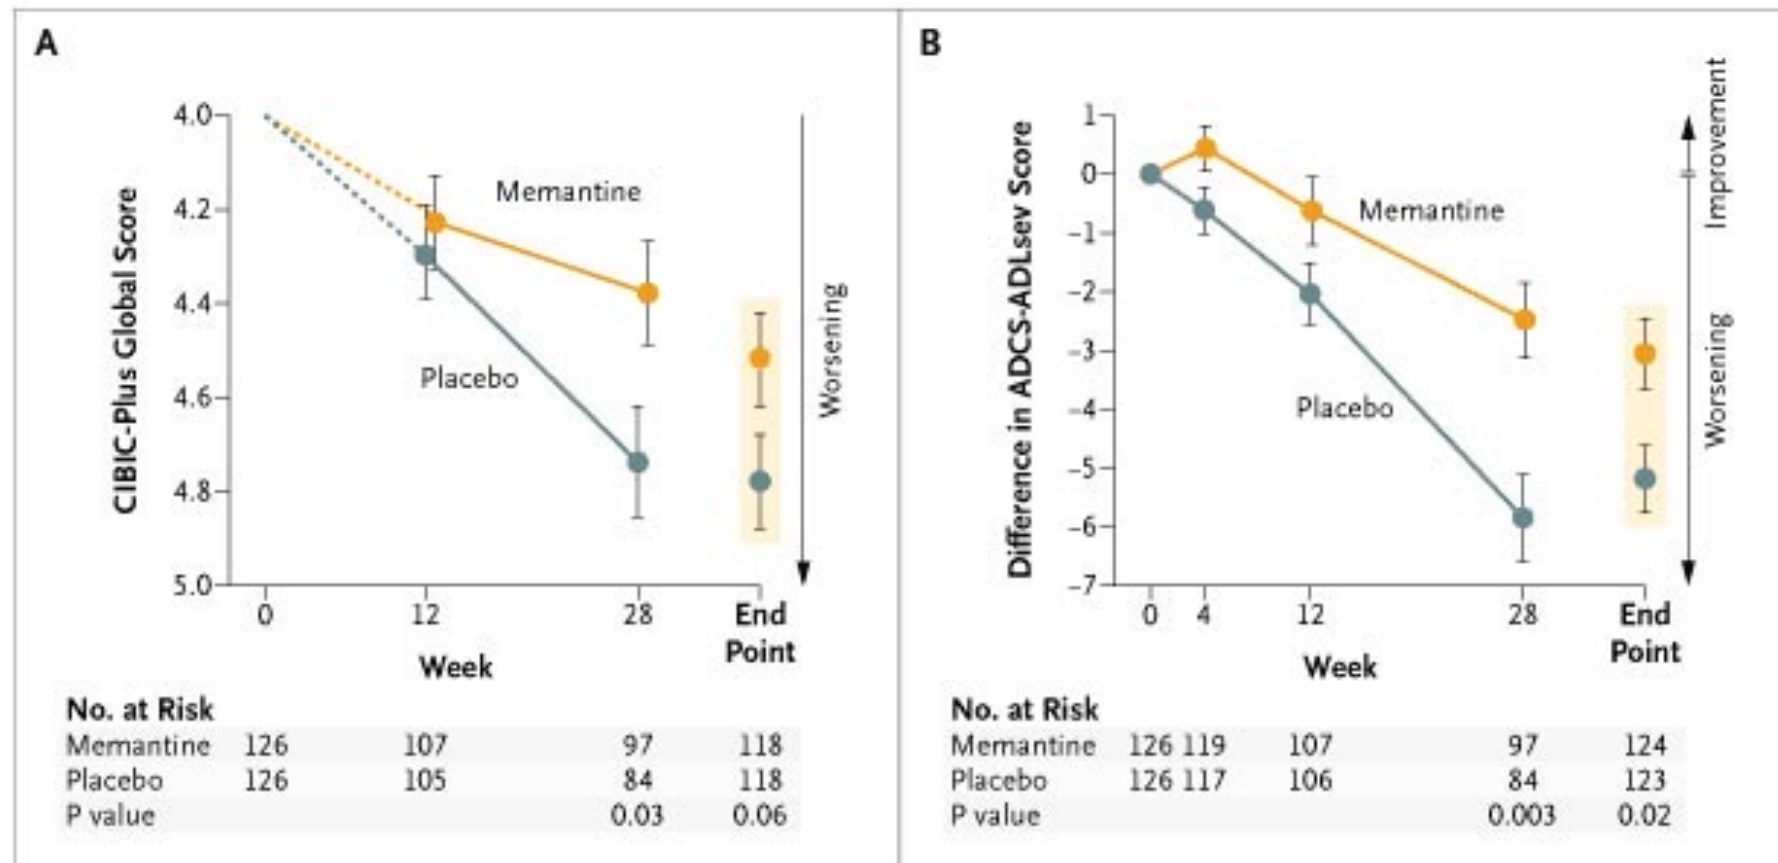 A
CIBIC-Plus Global Score
4.0
4.2
4.4
4.6
4.8
5.0
Memantine
Placebo
Worsening
0 12 28 End Point
Week
No. at Risk
Memantine 126 107 97 118
Placebo 126 105 84 118
P value 0.03 0.06
B
Difference in ADCS-ADLsev Score
1
0
–1
–2
–3
–4
–5
–6
–7
Memantine
Placebo
Improvement
Worsening
0 4 12 28 End Point
Week
No. at Risk
Memantine 126 119 107 97 124
Placebo 126 117 106 84 123
P value 0.003 0.02